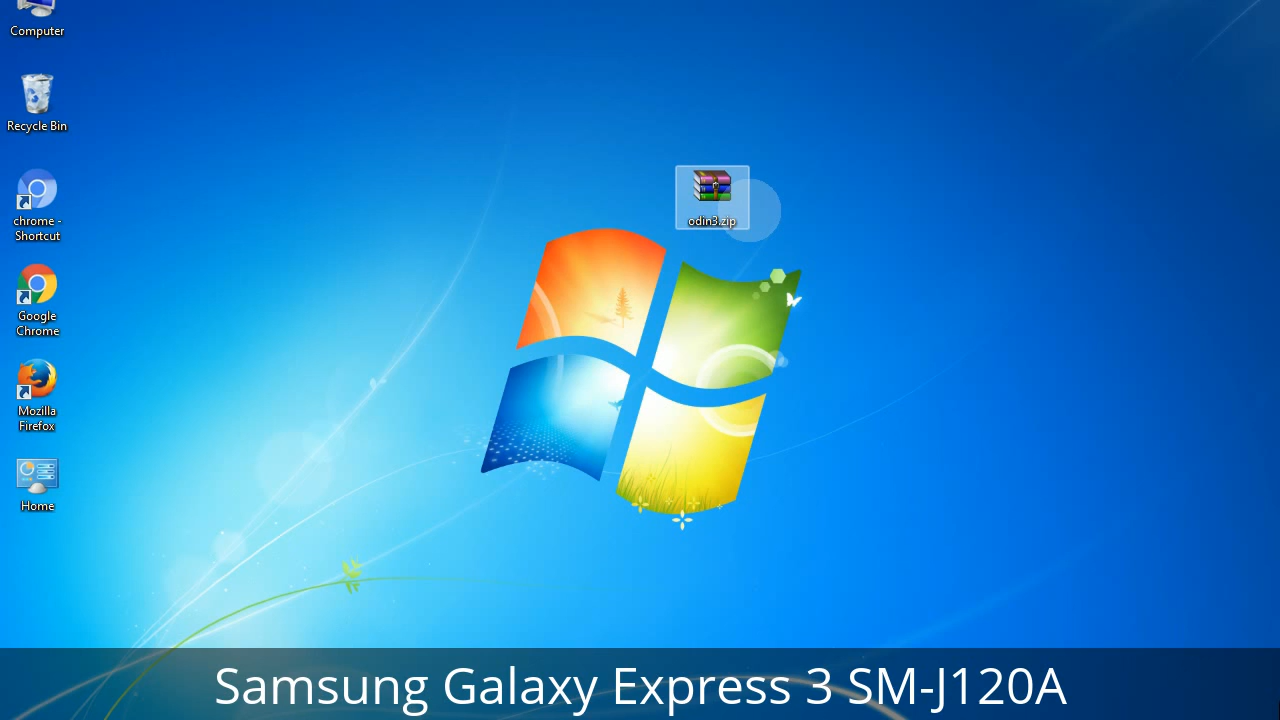 Computer
Recycle Bin
chrome -
Shortcut
Google
Chrome
Mozilla
Firefox
Home
odin3.zip
Samsung Galaxy Express 3 SM-J120A